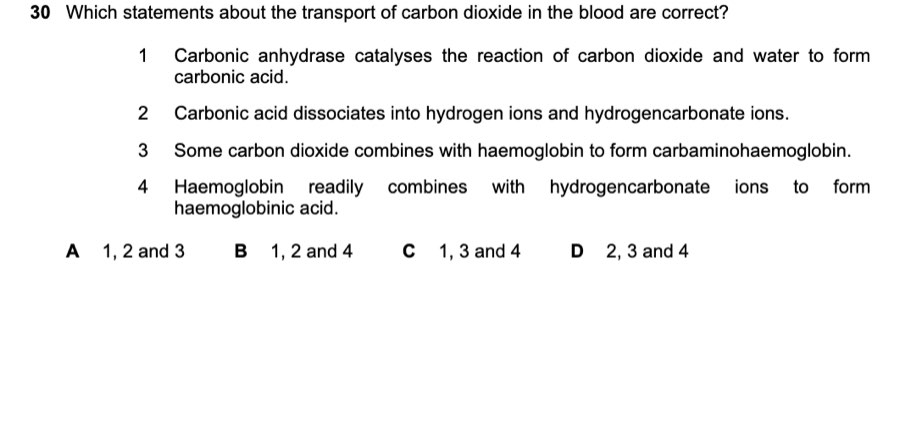 30 Which statements about the transport of carbon dioxide in the blood are correct?
1 Carbonic anhydrase catalyses the reaction of carbon dioxide and water to form
carbonic acid.
2 Carbonic acid dissociates into hydrogen ions and hydrogencarbonate ions.
3 Some carbon dioxide combines with haemoglobin to form carbaminohaemoglobin.
4 Haemoglobin readily combines with hydrogencarbonate ions to form
haemoglobinic acid.
A 1, 2 and 3 B 1, 2 and 4 C 1, 3 and 4 D 2, 3 and 4